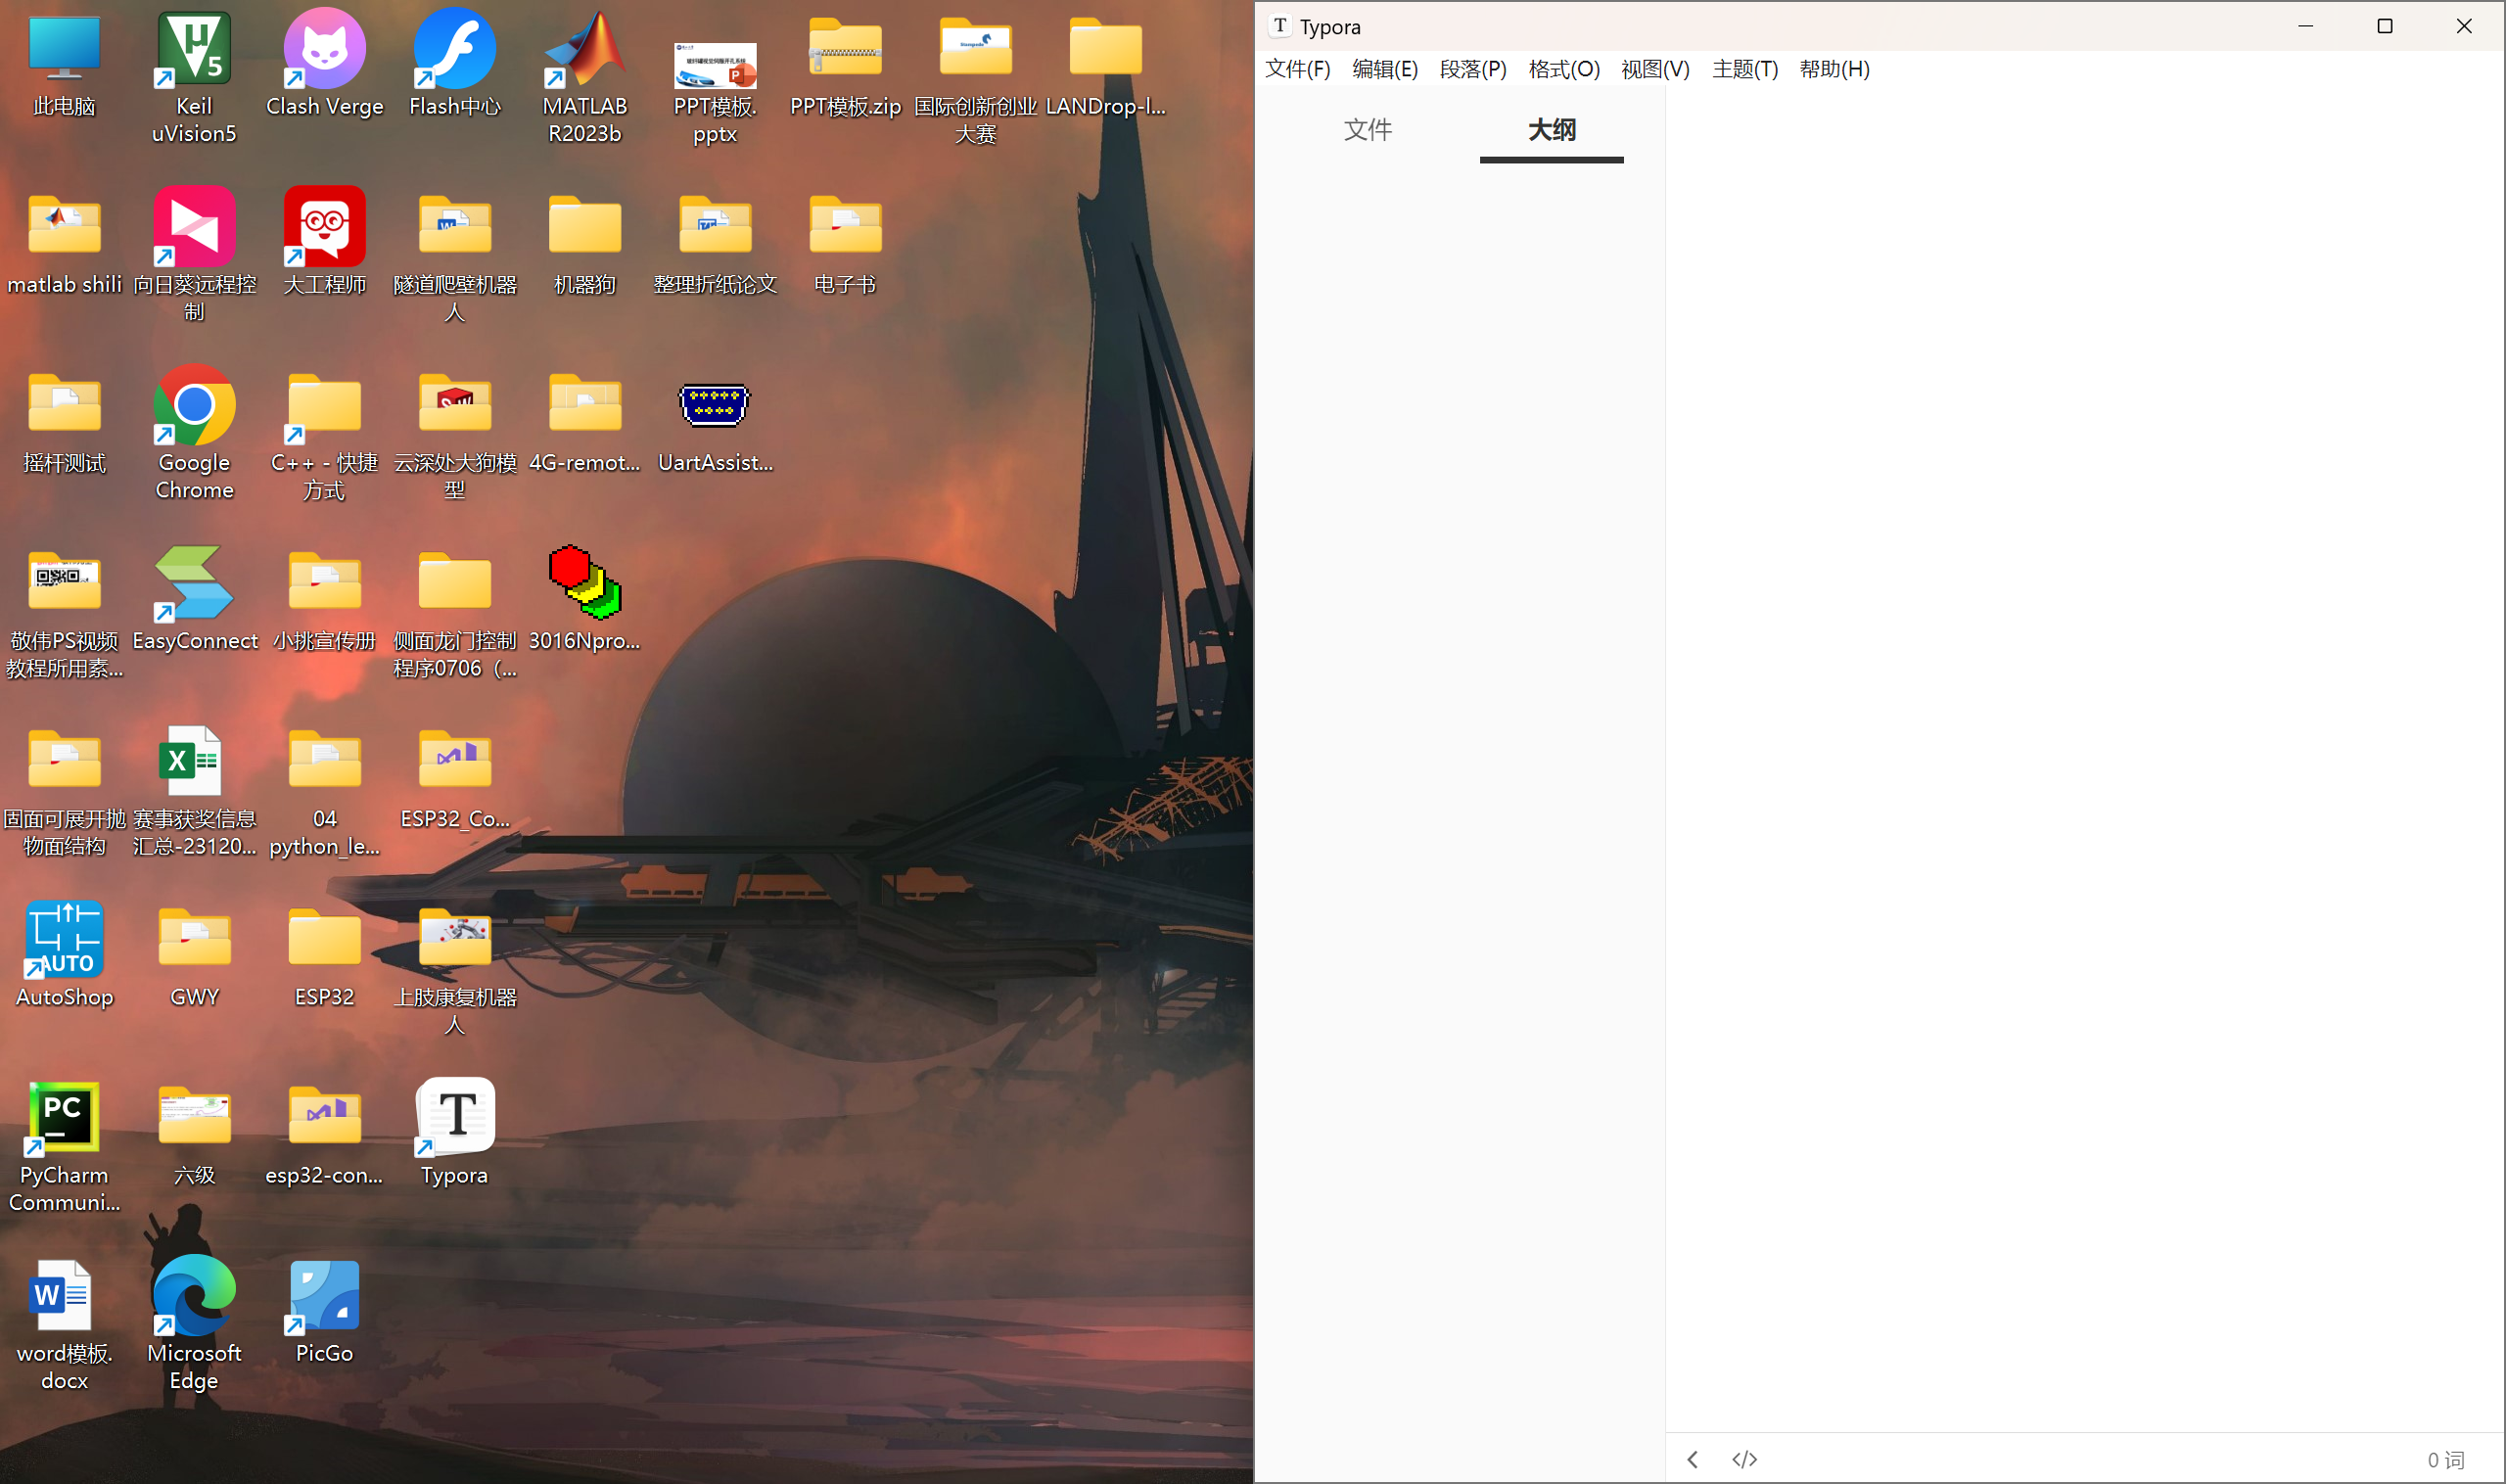 此电脑
Keil
uVision5
Clash Verge
Flash中心
MATLAB
R2023b
PPT模板.
pptx
PPT模板.zip
国际创新创业
大赛
LANDrop-l...
matlab shili
向日葵远程控
制
大工程师
隧道爬壁机器
人
机器狗
整理折纸论文
电子书
摇杆测试
Google
Chrome
C++ - 快捷
方式
云深处大狗模
型
4G-remot...
UartAssist...
敬伟PS视频
教程所用素...
EasyConnect
小挑宣传册
侧面龙门控制
程序0706（...
3016Npro...
固面可展开抛
物面结构
赛事获奖信息
汇总-23120...
04
python_le...
ESP32_Co...
AUTO
AutoShop
GWY
ESP32
上肢康复机器
人
PC
PyCharm
Communi...
六级
esp32-con...
T
Typora
W
word模板.
docx
Microsoft
Edge
PicGo
T Typora
文件(F) 编辑(E) 段落(P) 格式(O) 视图(V) 主题(T) 帮助(H)
文件 大纲
</> 0 词